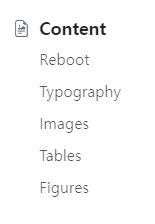 Content
Reboot
Typography
Images
Tables
Figures